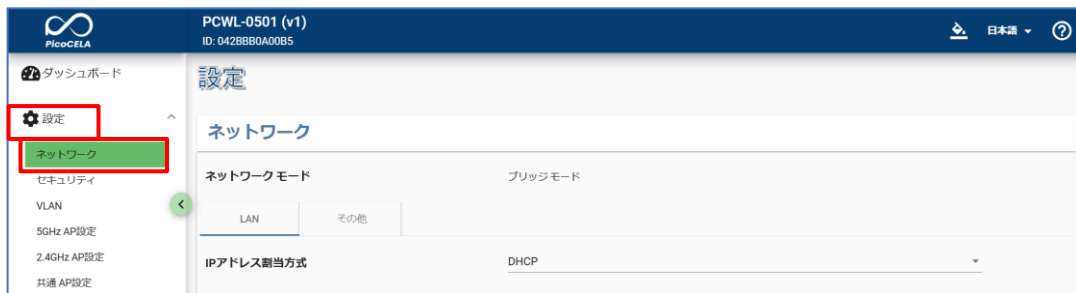 PicoCELA
PCWL-0501 (v1)
ID: 042BBB0A00B5
日本語
?
ダッシュボード
設定
ネットワーク
セキュリティ
VLAN
5GHz AP設定
2.4GHz AP設定
共通 AP設定
設定
ネットワーク
ネットワーク モード
ブリッジモード
LAN
その他
IPアドレス割当方式
DHCP